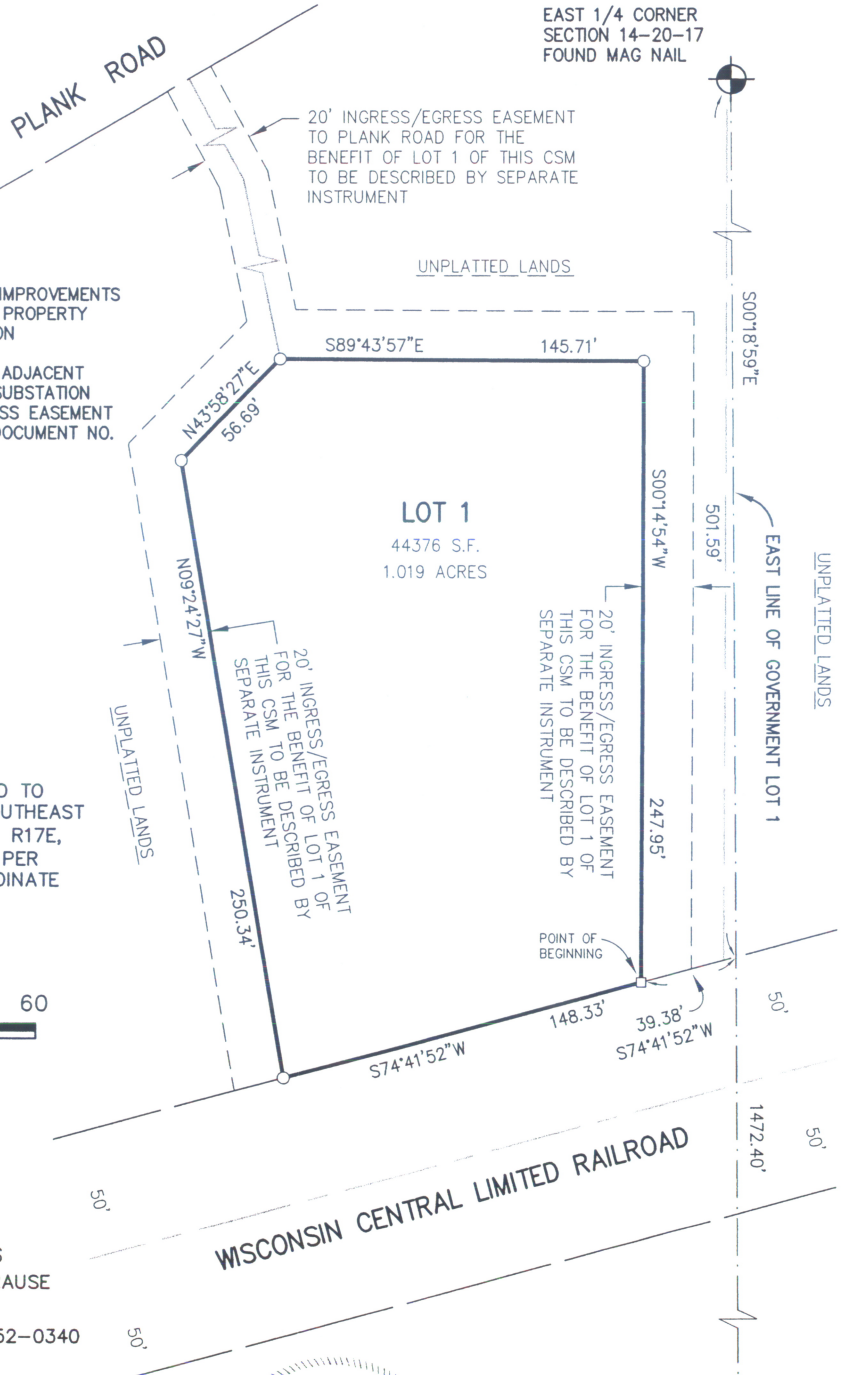 EAST 1/4 CORNER
SECTION 14-20-17
FOUND MAG NAIL
PLANK ROAD
20' INGRESS/EGRESS EASEMENT
TO PLANK ROAD FOR THE
BENEFIT OF LOT 1 OF THIS CSM
TO BE DESCRIBED BY SEPARATE
INSTRUMENT
UNPLATTED LANDS
IMPROVEMENTS
PROPERTY
ON
ADJACENT
SUBSTATION
SS EASEMENT
DOCUMENT NO.
S00°18'59"E
S89°43'57"E 145.71'
N43°58'27"E
56.69'
LOT 1
44376 S.F.
1.019 ACRES
S00°14'54"W
501.59'
EAST LINE OF GOVERNMENT LOT 1
UNPLATTED LANDS
N09°24'27"W
20' INGRESS/EGRESS EASEMENT
FOR THE BENEFIT OF LOT 1 OF
THIS CSM TO BE DESCRIBED BY
SEPARATE INSTRUMENT
20' INGRESS/EGRESS EASEMENT
FOR THE BENEFIT OF LOT 1 OF
THIS CSM TO BE DESCRIBED BY
SEPARATE INSTRUMENT
UNPLATTED LANDS
D TO
UTHEAST
R17E,
PER
DINATE
250.34'
247.95'
POINT OF
BEGINNING
60
148.33'
S74°41'52"W
39.38'
S74°41'52"W
50'
50'
1472.40'
WISCONSIN CENTRAL LIMITED RAILROAD
50'
50'
S
AUSE
52-0340